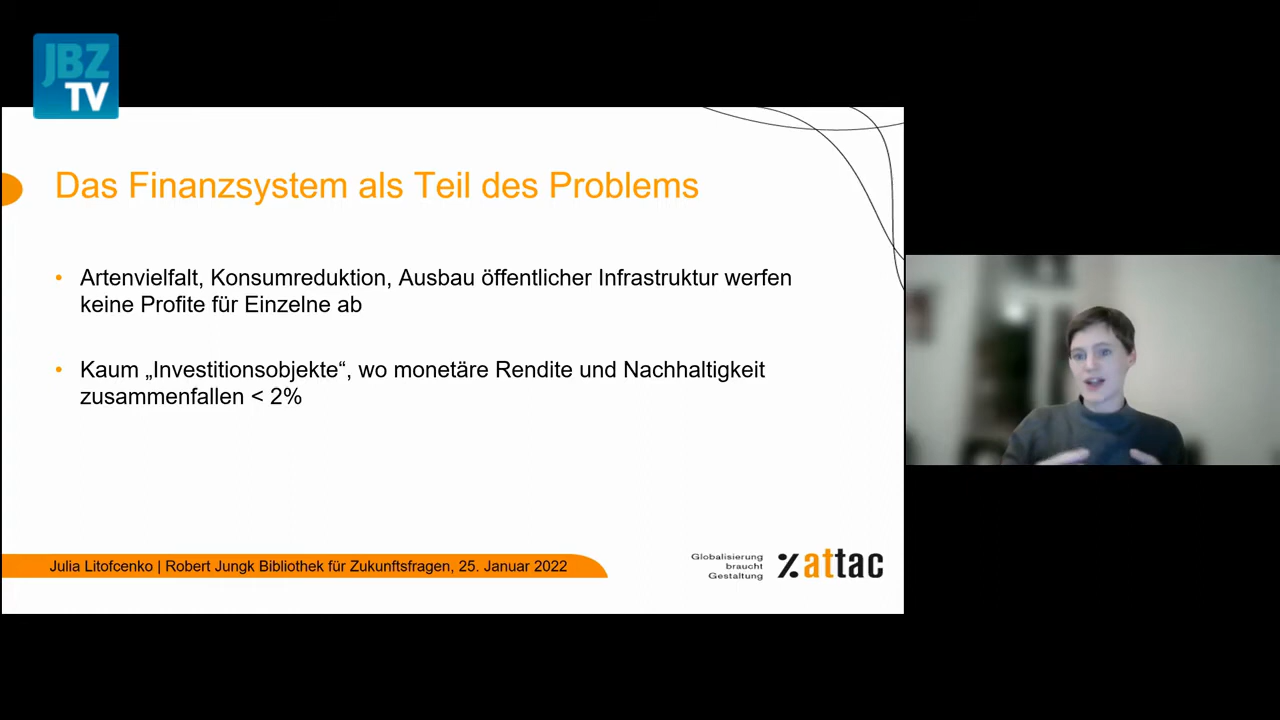 JBZ
TV
Das Finanzsystem als Teil des Problems
• Artenvielfalt, Konsumreduktion, Ausbau öffentlicher Infrastruktur werfen
keine Profite für Einzelne ab
• Kaum „Investitionsobjekte“, wo monetäre Rendite und Nachhaltigkeit
zusammenfallen < 2%
Julia Litofcenko | Robert Jungk Bibliothek für Zukunftsfragen, 25. Januar 2022
Globalisierung
braucht
Gestaltung
attac